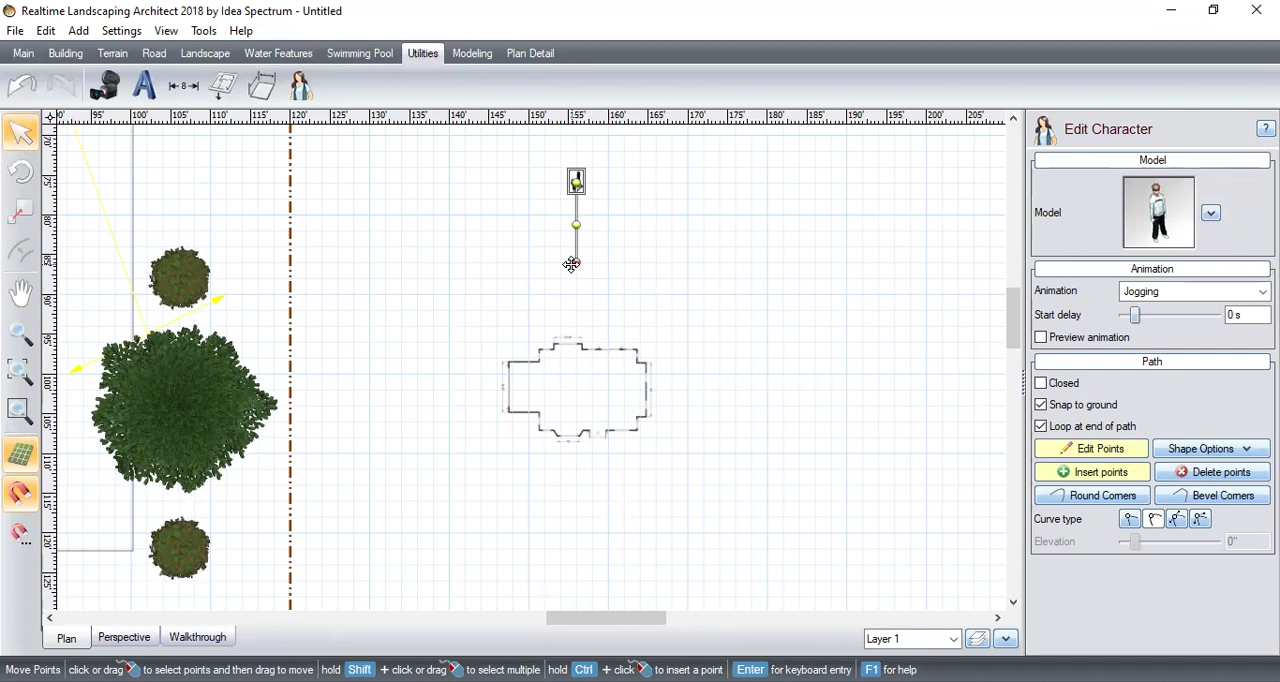 Realtime Landscaping Architect 2018 by Idea Spectrum - Untitled
File Edit Add Settings View Tools Help
Main Building Terrain Road Landscape Water Features Swimming Pool Utilities Modeling Plan Detail
8
95' 100' 105' 110' 115' 120' 125' 130' 135' 140' 145' 150' 155' 160' 165' 170' 175' 180' 185' 190' 195' 200' 205'
Edit Character
?
Model
Model
Animation
Animation Jogging
Start delay 0 s
Preview animation
Path
Closed
Snap to ground
Loop at end of path
Edit Points Shape Options
Insert points Delete points
Round Corners Bevel Corners
Curve type
Elevation 0"
Plan Perspective Walkthrough Layer 1
Move Points click or drag to select points and then drag to move hold Shift + click or drag to select multiple hold Ctrl + click to insert a point Enter for keyboard entry F1 for help